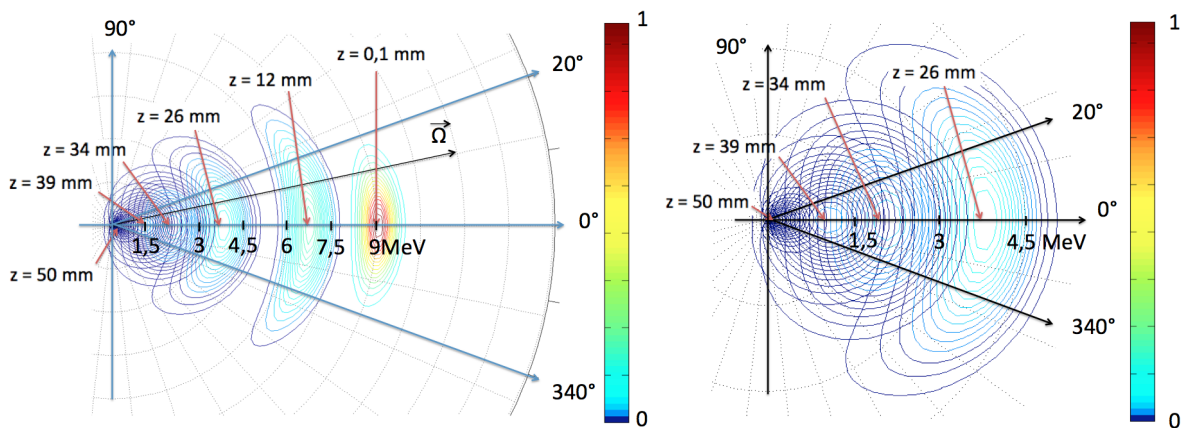 90°
1
z = 0,1 mm
20°
z = 12 mm
z = 26 mm
Ω
z = 34 mm
z = 39 mm
0°
1,5
3
4,5
6
7,5
9MeV
z = 50 mm
340°
0
1
90°
z = 26 mm
z = 34 mm
20°
z = 39 mm
z = 50 mm
0°
1,5
3
4,5 MeV
340°
0